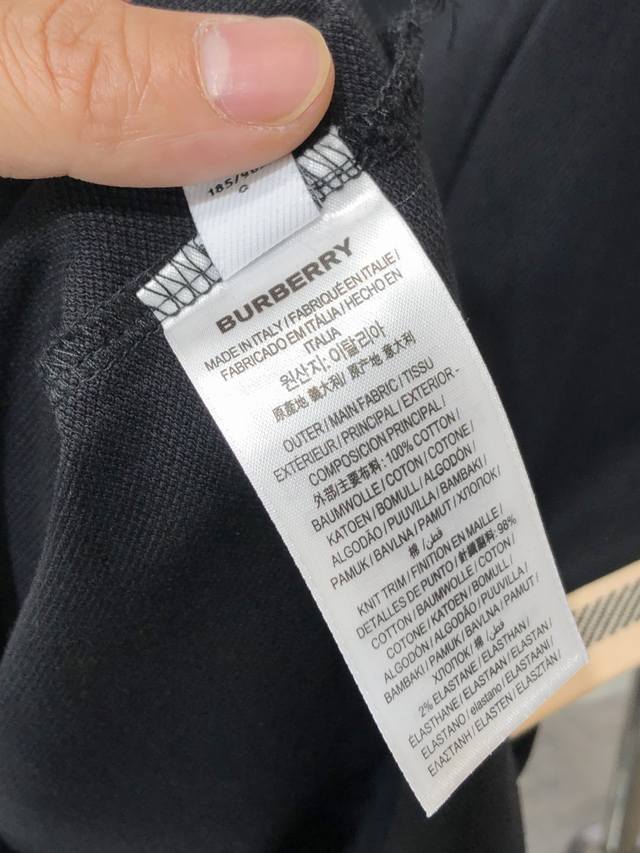 G
BURBERRY
MADE IN ITALY / FABRIQUÉ EN ITALIE /
FABRICADO EM ITÁLIA / HECHO EN
ITALIA
원산지: 이탈리아
原産地 義大利/ 原产地 意大利
OUTER / MAIN FABRIC / TISSU
EXTÉRIEUR / PRINCIPAL / EXTERIOR-
COMPOSICION PRINCIPAL /
外部/主要布料: 100% COTTON /
BAUMWOLLE / COTON / COTONE /
KATOEN / BOMULL / ALGODÓN /
ALGODÃO / PUUVILLA / BAMBAKI /
PAMUK / BAVLNA / PAMUT / ХЛОПОК /
棉 / قطن
KNIT TRIM / FINITION EN MAILLE /
DETALLES DE PUNTO / 針織副料: 98%
COTTON / BAUMWOLLE / COTON /
COTONE / KATOEN / BOMULL /
ALGODÓN / ALGODÃO / PUUVILLA /
BAMBAKI / PAMUK / BAVLNA / PAMUT /
ХЛОПОК / 棉 / قطن
2% ELASTANE / ELASTHAN /
ÉLASTHANE / ELASTAAN / ELASTAN /
ELASTANO / elastano / ELASTAANI /
ΕΛΑΣΤΑΝΗ / ELASTEN / ELASZTÁN /